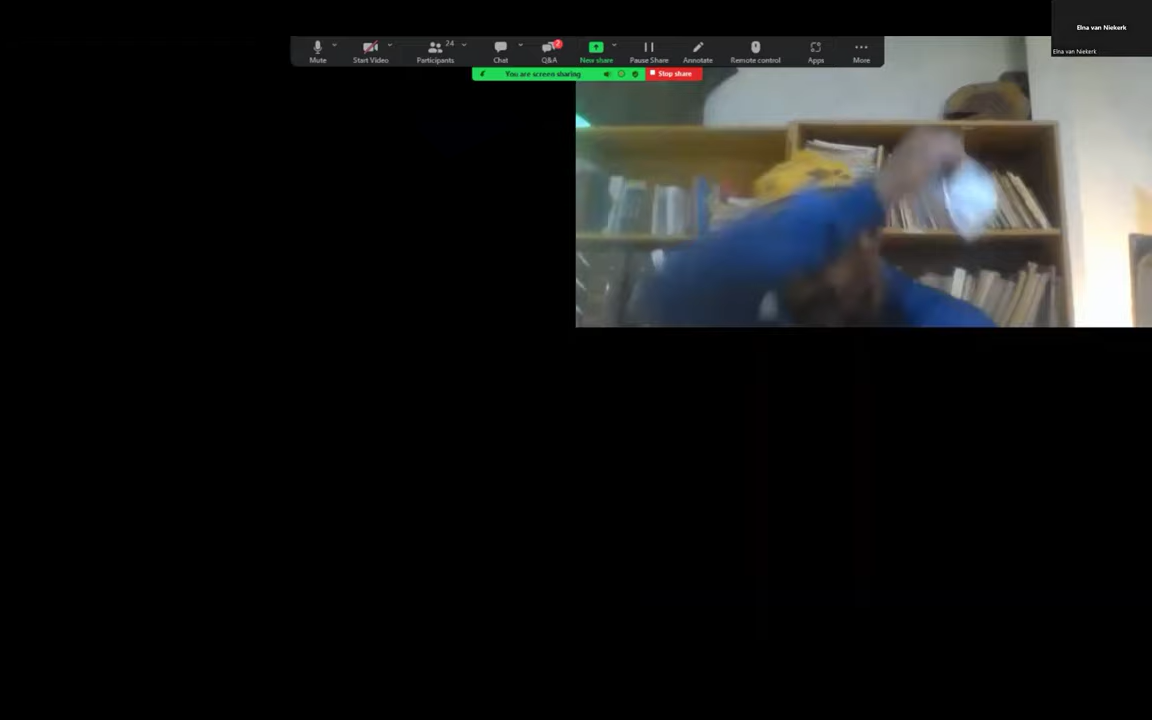 Elna van Niekerk
Elna van Niekerk
Mute
Start Video
24
Participants
Chat
2
Q&A
New share
Pause Share
Annotate
Remote control
Apps
More
You are screen sharing
Stop share